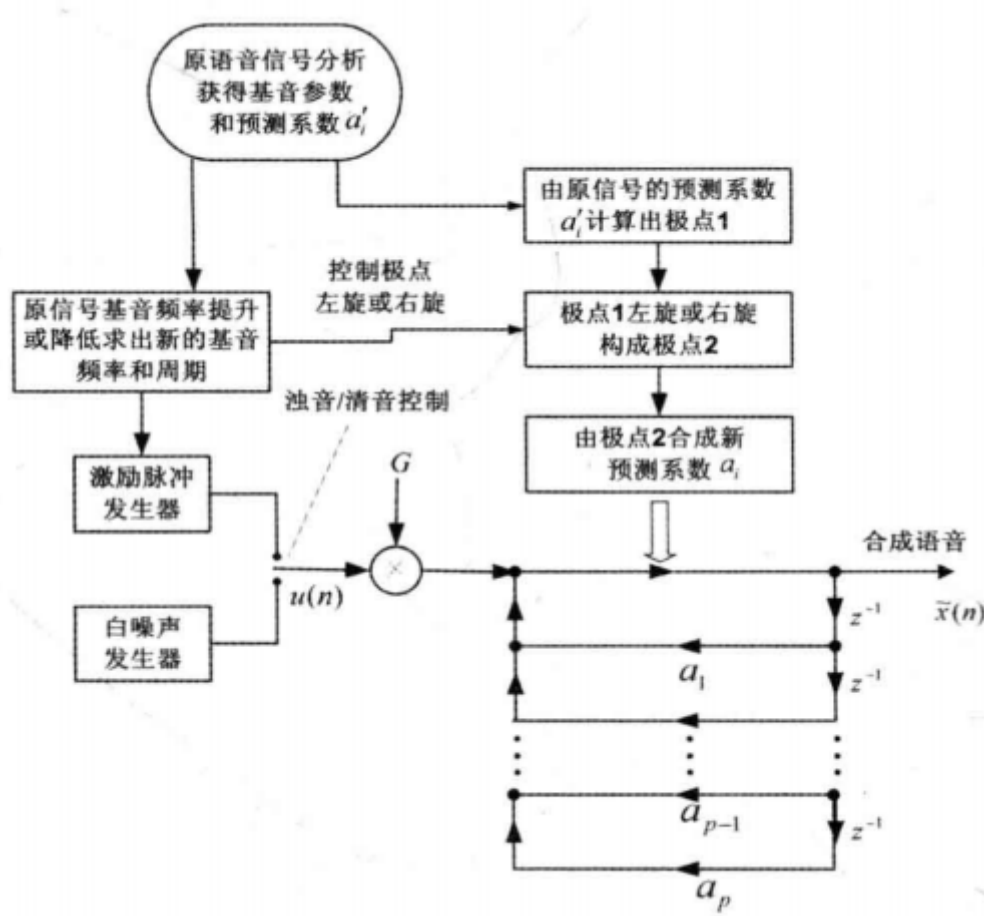 原语音信号分析
获得基音参数
和预测系数 a′ᵢ
由原信号的预测系数
a′ᵢ计算出极点1
控制极点
左旋或右旋
原信号基音频率提升
或降低求出新的基音
频率和周期
极点1左旋或右旋
构成极点2
浊音/清音控制
由极点2合成新
预测系数 aᵢ
G
激励脉冲
发生器
×
合成语音
u(n)
z⁻¹
x̃(n)
白噪声
发生器
a₁
z⁻¹
aₚ₋₁
z⁻¹
aₚ